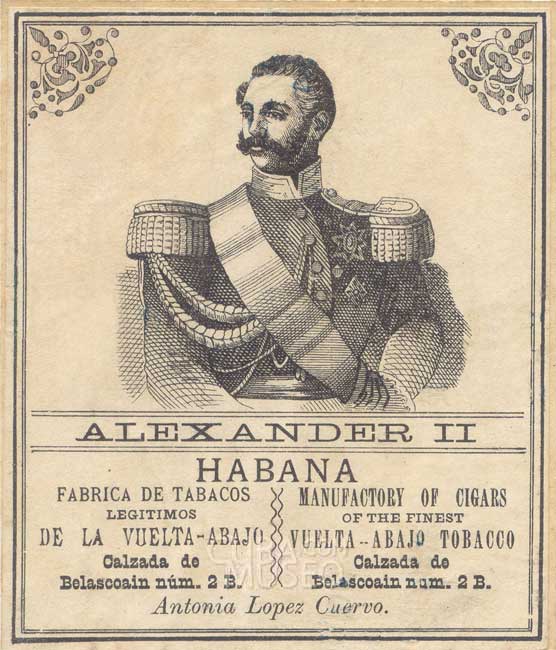 ALEXANDER II
HABANA
FABRICA DE TABACOS
LEGITIMOS
DE LA VUELTA-ABAJO
Calzada de
Belascoain núm. 2 B.
MANUFACTORY OF CIGARS
OF THE FINEST
VUELTA--ABAJO TOBACCO
Calzada de
Belascoain num. 2 B.
Antonia Lopez Cuervo.
MUSEO